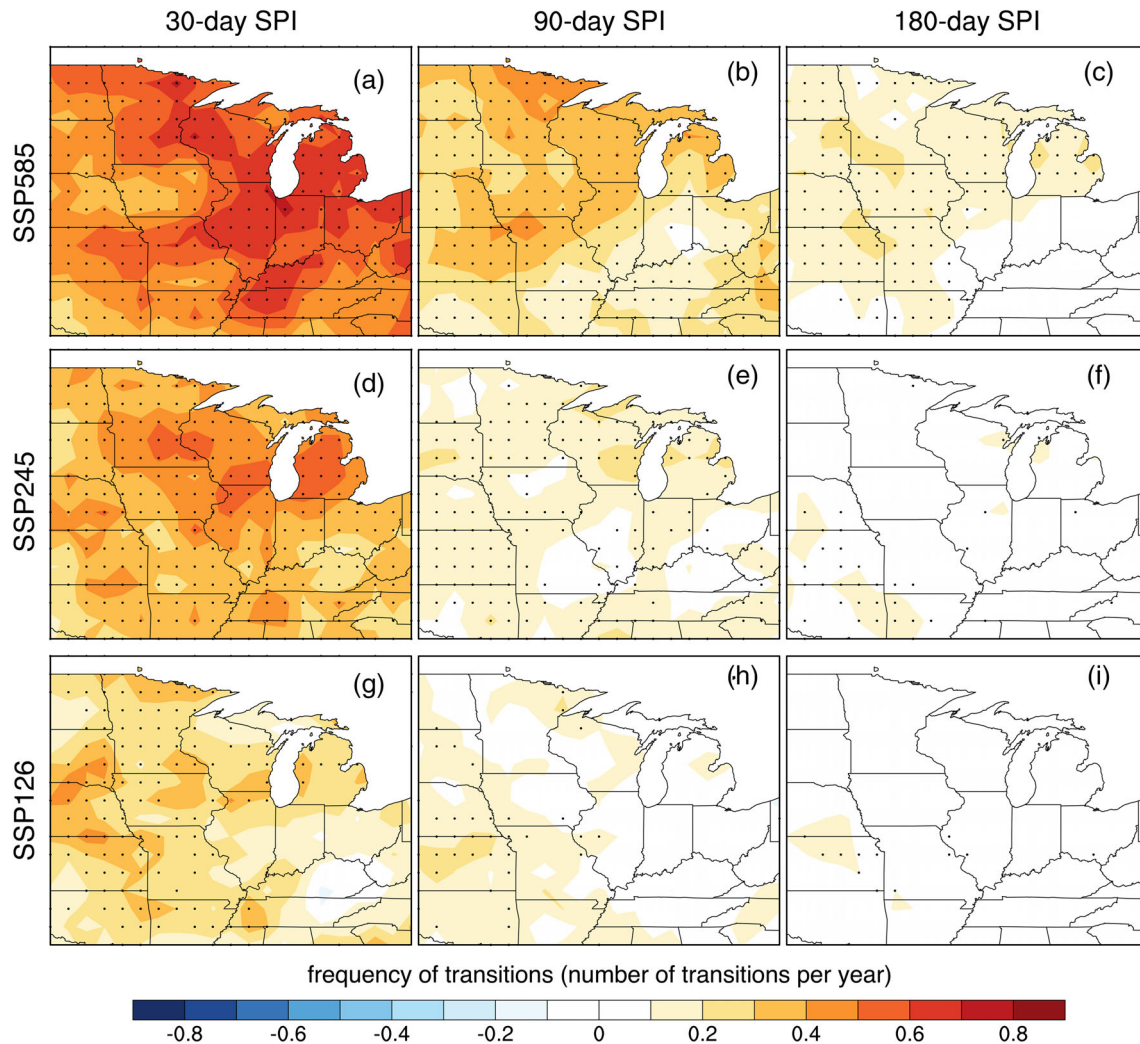 30-day SPI 90-day SPI 180-day SPI
SSP585
(a) (b) (c)
SSP245
(d) (e) (f)
SSP126
(g) (h) (i)
frequency of transitions (number of transitions per year)
-0.8 -0.6 -0.4 -0.2 0 0.2 0.4 0.6 0.8